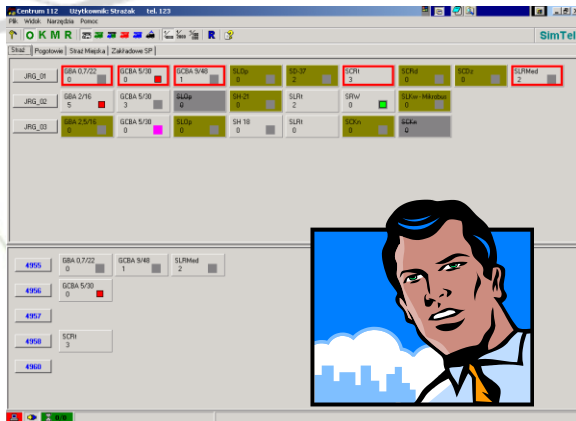 Centrum 112 Użytkownik: Strażak tel. 123
Plik Widok Narzędzia Pomoc
O K M R R ? SimTel
Straż Pogotowie Straż Miejska Zakładowe SP
JRG_01 GBA 0,7/22 0 GCBA 5/30 0 GCBA 9/48 1 SLOp 0 SD-37 2 SCRt 3 SCRd 0 SCDz 0 SLRMed 2
JRG_02 GBA 2/16 5 GCBA 5/30 3 SLOp 0 SH-21 0 SLRt 2 SRW 0 SLKw- Mikrobus 0
JRG_03 GBA 2,5/16 0 GCBA 5/30 0 SLOp 0 SH 18 0 SLRt 0 SCKn 0 SCKn 0
4955 GBA 0,7/22 0 GCBA 9/48 1 SLRMed 2
4956 GCBA 5/30 0
4957
4958 SCRt 3
4960
0/0